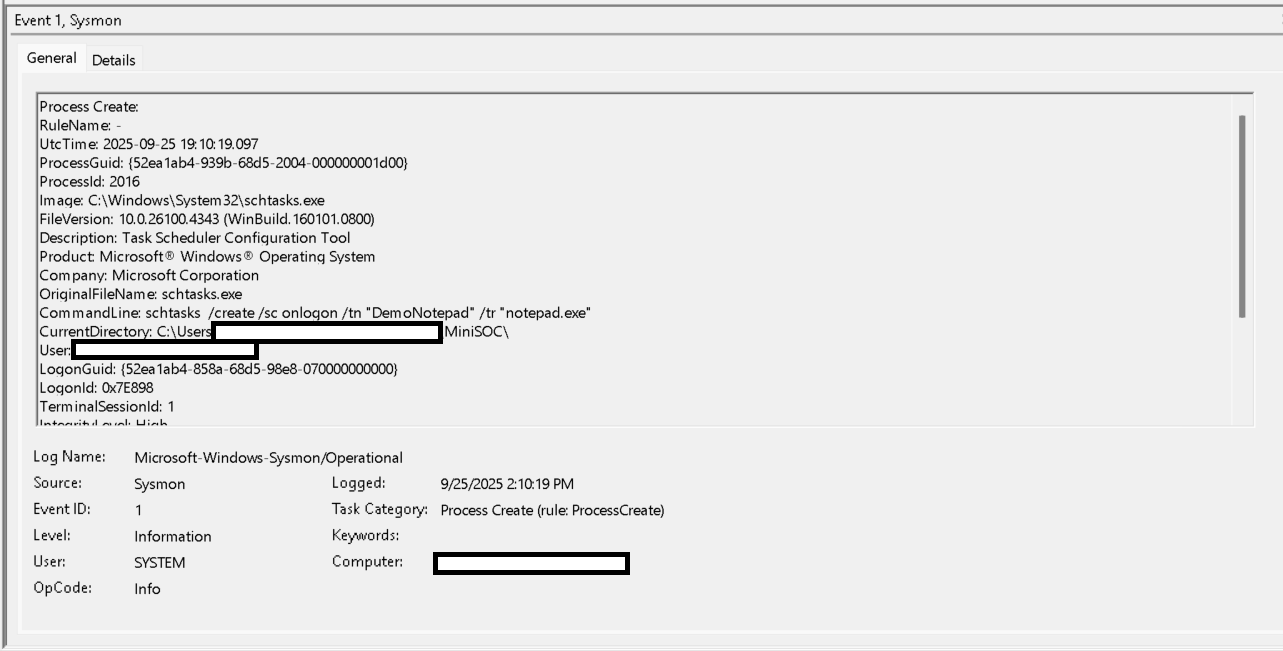 Event 1, Sysmon
General Details
Process Create:
RuleName: -
UtcTime: 2025-09-25 19:10:19.097
ProcessGuid: {52ea1ab4-939b-68d5-2004-000000001d00}
ProcessId: 2016
Image: C:\Windows\System32\schtasks.exe
FileVersion: 10.0.26100.4343 (WinBuild.160101.0800)
Description: Task Scheduler Configuration Tool
Product: Microsoft® Windows® Operating System
Company: Microsoft Corporation
OriginalFileName: schtasks.exe
CommandLine: schtasks  /create /sc onlogon /tn "DemoNotepad" /tr "notepad.exe"
CurrentDirectory: C:\Users MiniSOC\
User:
LogonGuid: {52ea1ab4-858a-68d5-98e8-070000000000}
LogonId: 0x7E898
TerminalSessionId: 1
IntegrityLevel: High
Log Name: Microsoft-Windows-Sysmon/Operational
Source: Sysmon Logged: 9/25/2025 2:10:19 PM
Event ID: 1 Task Category: Process Create (rule: ProcessCreate)
Level: Information Keywords:
User: SYSTEM Computer:
OpCode: Info